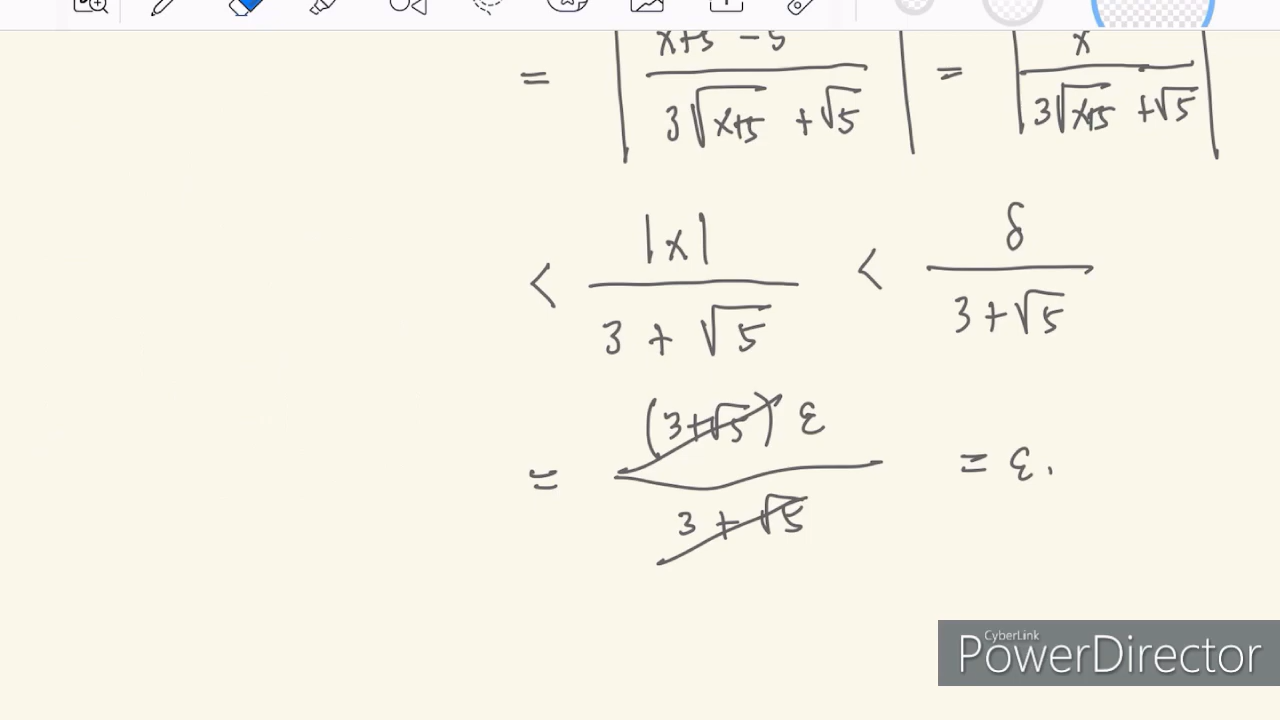 = | x+5 - 5 / 3√x+5 + √5 | = | x / 3√x+5 + √5 |
< |x| / 3 + √5 < δ / 3+√5
= (3+√5) ε / 3 + √5 = ε.
CyberLink
PowerDirector